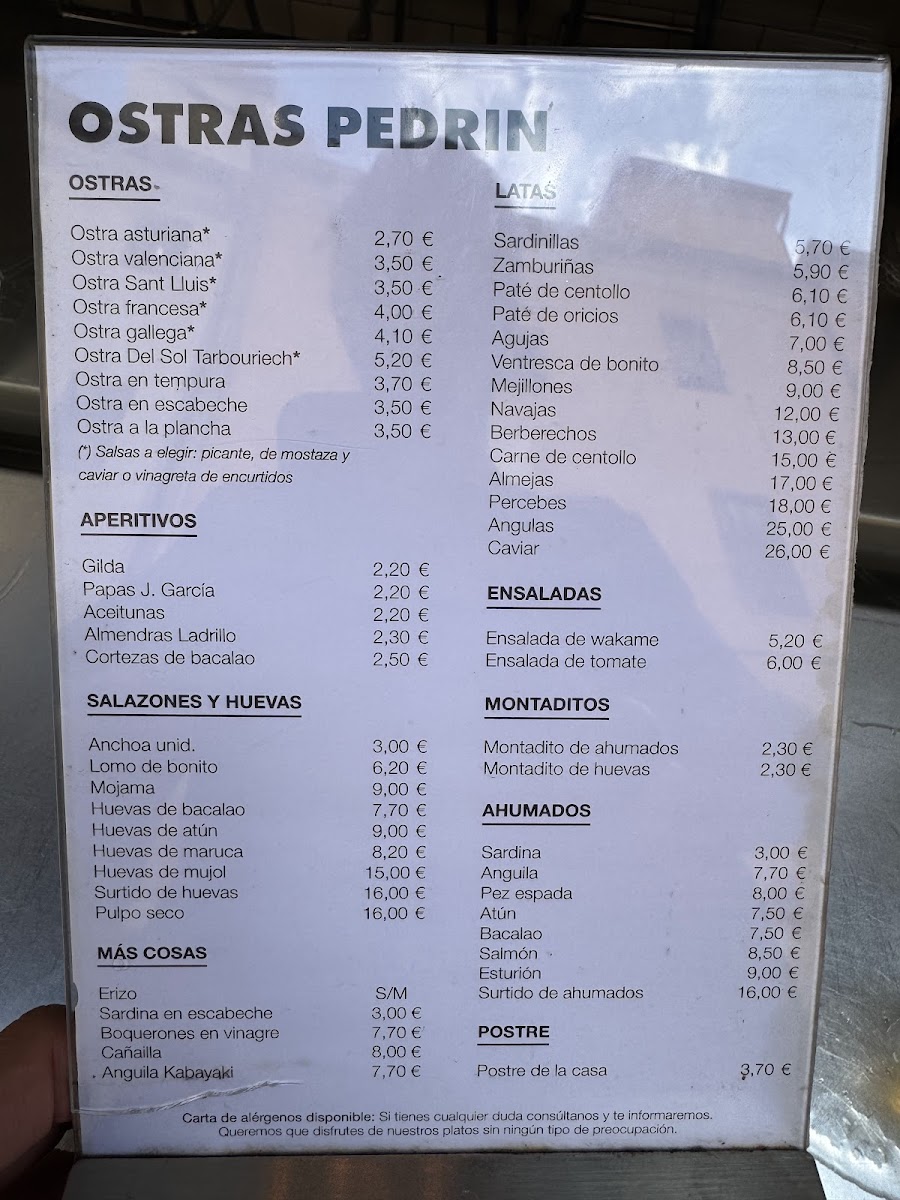 OSTRAS PEDRIN
OSTRAS
Ostra asturiana* 2,70 €
Ostra valenciana* 3,50 €
Ostra Sant Lluis* 3,50 €
Ostra francesa* 4,00 €
Ostra gallega* 4,10 €
Ostra Del Sol Tarbouriech* 5,20 €
Ostra en tempura 3,70 €
Ostra en escabeche 3,50 €
Ostra a la plancha 3,50 €
(*) Salsas a elegir: picante, de mostaza y
caviar o vinagreta de encurtidos
APERITIVOS
Gilda 2,20 €
Papas J. García 2,20 €
Aceitunas 2,20 €
Almendras Ladrillo 2,30 €
Cortezas de bacalao 2,50 €
SALAZONES Y HUEVAS
Anchoa unid. 3,00 €
Lomo de bonito 6,20 €
Mojama 9,00 €
Huevas de bacalao 7,70 €
Huevas de atún 9,00 €
Huevas de maruca 8,20 €
Huevas de mujol 15,00 €
Surtido de huevas 16,00 €
Pulpo seco 16,00 €
MÁS COSAS
Erizo S/M
Sardina en escabeche 3,00 €
Boquerones en vinagre 7,70 €
Cañailla 8,00 €
Anguila Kabayaki 7,70 €
LATAS
Sardinillas 5,70 €
Zamburiñas 5,90 €
Paté de centollo 6,10 €
Paté de oricios 6,10 €
Agujas 7,00 €
Ventresca de bonito 8,50 €
Mejillones 9,00 €
Navajas 12,00 €
Berberechos 13,00 €
Carne de centollo 15,00 €
Almejas 17,00 €
Percebes 18,00 €
Angulas 25,00 €
Caviar 26,00 €
ENSALADAS
Ensalada de wakame 5,20 €
Ensalada de tomate 6,00 €
MONTADITOS
Montadito de ahumados 2,30 €
Montadito de huevas 2,30 €
AHUMADOS
Sardina 3,00 €
Anguila 7,70 €
Pez espada 8,00 €
Atún 7,50 €
Bacalao 7,50 €
Salmón 8,50 €
Esturión 9,00 €
Surtido de ahumados 16,00 €
POSTRE
Postre de la casa 3,70 €
Carta de alérgenos disponible: Si tienes cualquier duda consúltanos y te informaremos.
Queremos que disfrutes de nuestros platos sin ningún tipo de preocupación.